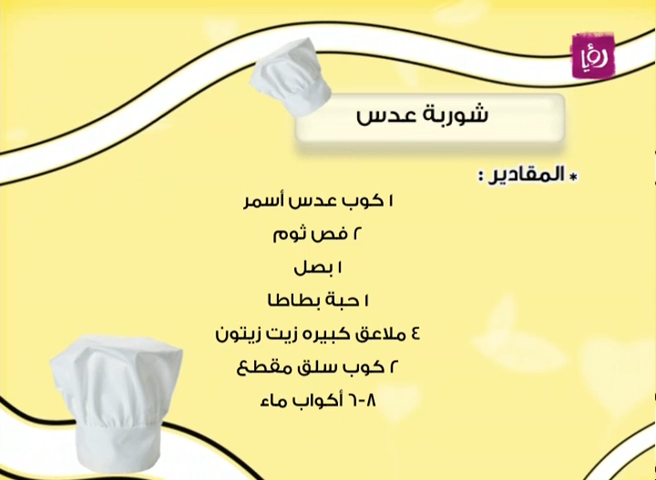 رؤيا
شوربة عدس
* المقادير :
١ كوب عدس أسمر
٢ فص ثوم
١ بصل
١ حبة بطاطا
٤ ملاعق كبيره زيت زيتون
٢ كوب سلق مقطع
٨-٦ أكواب ماء